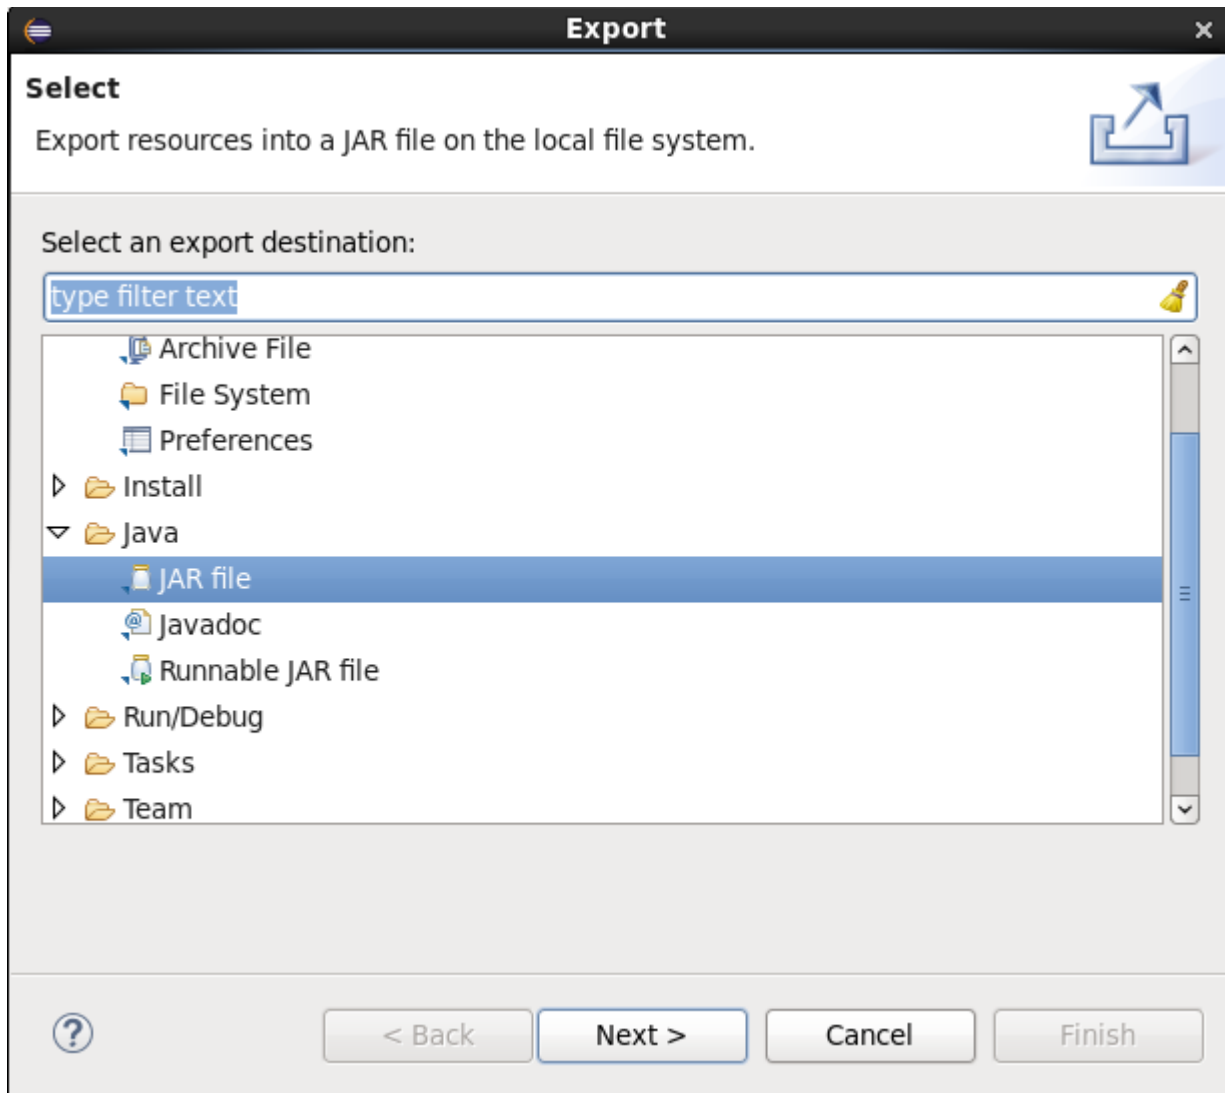 Export
Select
Export resources into a JAR file on the local file system.
Select an export destination:
type filter text
Archive File
File System
Preferences
Install
Java
JAR file
Javadoc
Runnable JAR file
Run/Debug
Tasks
Team
< Back Next > Cancel Finish